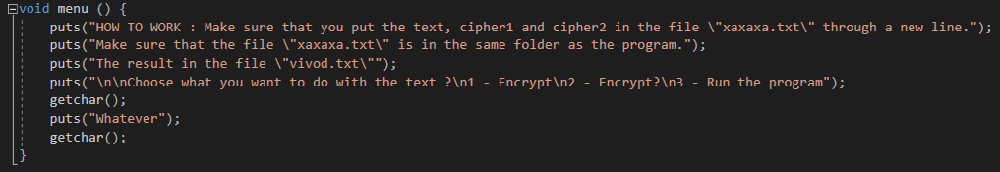 void menu () {
puts("HOW TO WORK : Make sure that you put the text, cipher1 and cipher2 in the file \"xaxaxa.txt\" through a new line.");
puts("Make sure that the file \"xaxaxa.txt\" is in the same folder as the program.");
puts("The result in the file \"vivod.txt\"");
puts("\n\nChoose what you want to do with the text ?\n1 - Encrypt\n2 - Encrypt?\n3 - Run the program");
getchar();
puts("Whatever");
getchar();
}